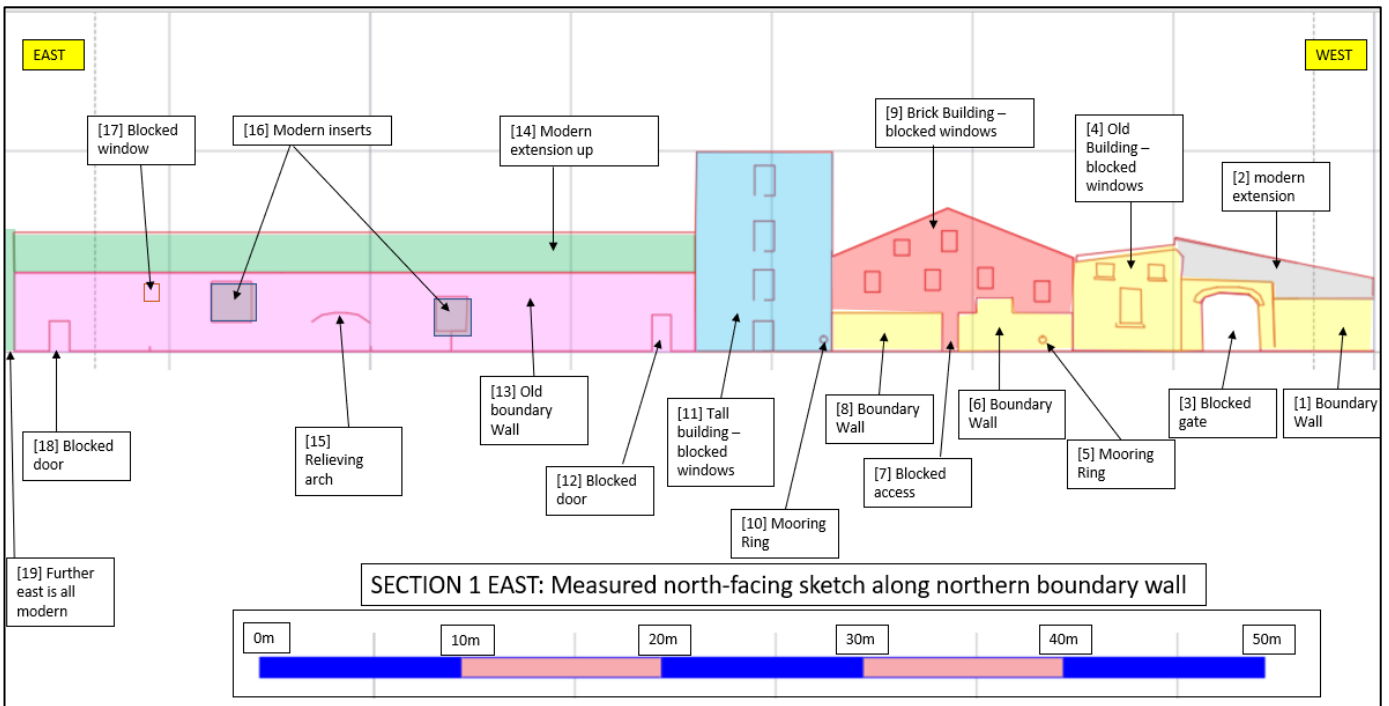 EAST
WEST
[17] Blocked
window
[16] Modern inserts
[14] Modern
extension up
[9] Brick Building –
blocked windows
[4] Old
Building –
blocked
windows
[2] modern
extension
[18] Blocked
door
[15]
Relieving
arch
[13] Old
boundary
Wall
[12] Blocked
door
[11] Tall
building –
blocked
windows
[10] Mooring
Ring
[8] Boundary
Wall
[7] Blocked
access
[6] Boundary
Wall
[5] Mooring
Ring
[3] Blocked
gate
[1] Boundary
Wall
[19] Further
east is all
modern
SECTION 1 EAST: Measured north-facing sketch along northern boundary wall
0m
10m
20m
30m
40m
50m